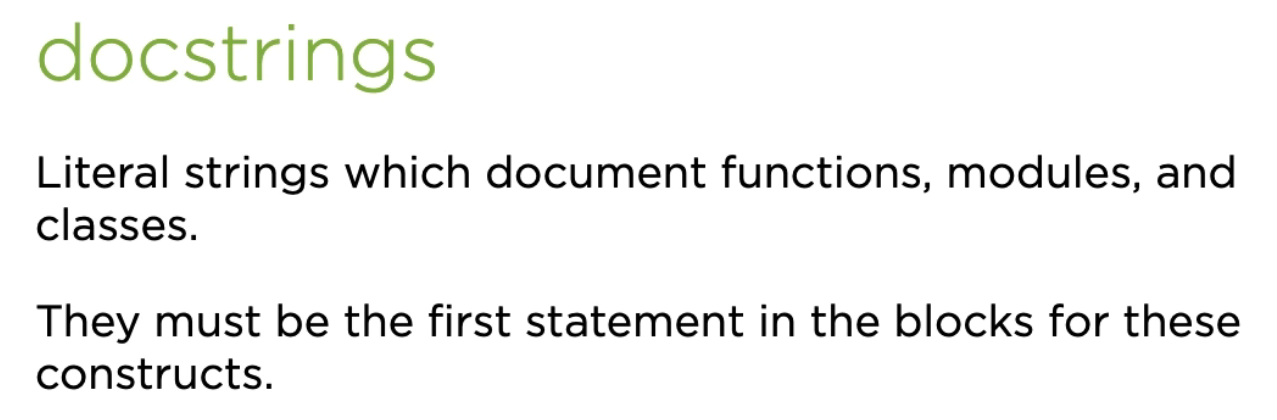 docstrings
Literal strings which document functions, modules, and
classes.
They must be the first statement in the blocks for these
constructs.